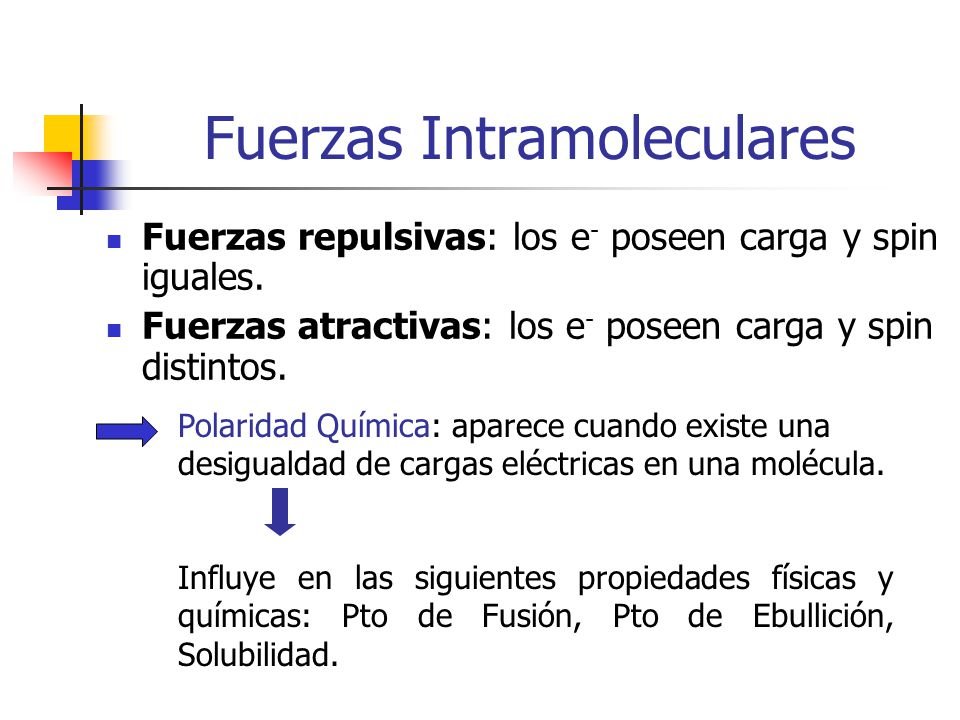 Fuerzas Intramoleculares
Fuerzas repulsivas: los e- poseen carga y spin
iguales.
Fuerzas atractivas: los e- poseen carga y spin
distintos.
Polaridad Química: aparece cuando existe una
desigualdad de cargas eléctricas en una molécula.
Influye en las siguientes propiedades físicas y
químicas: Pto de Fusión, Pto de Ebullición,
Solubilidad.